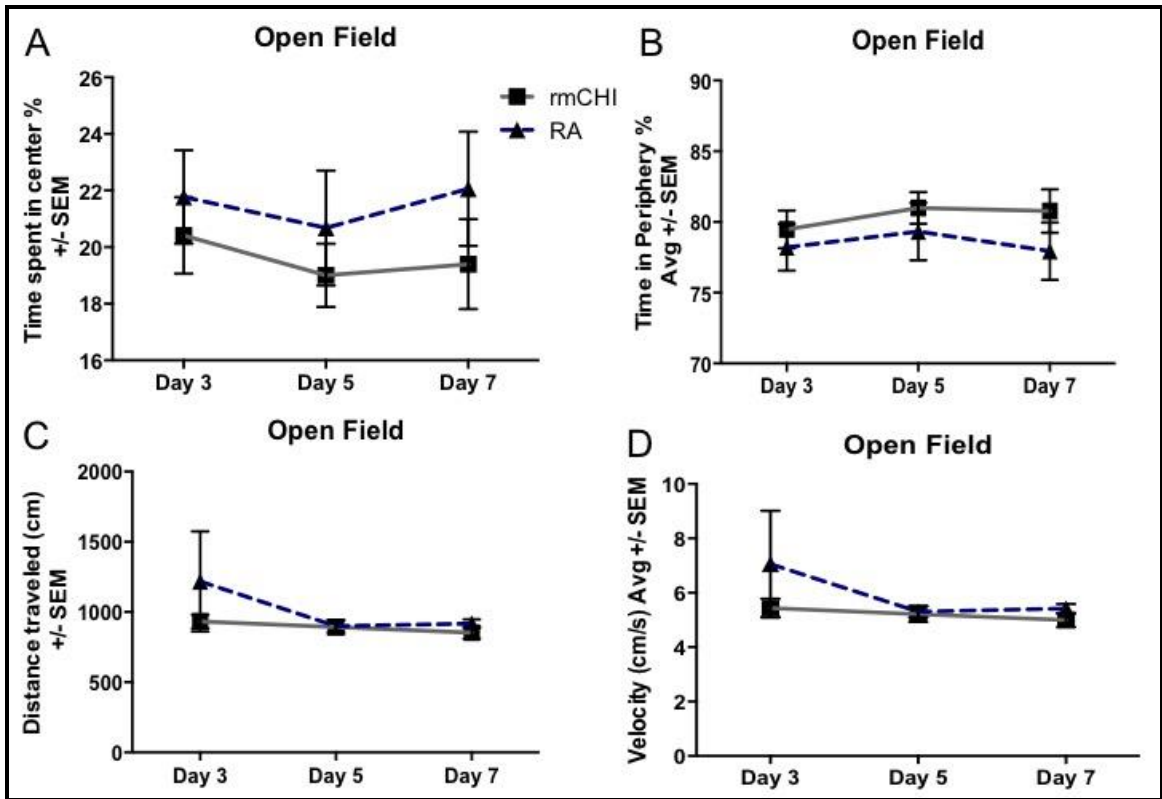 A
Open Field
Time spent in center %
+/- SEM
26
24
22
20
18
16
Day 3
Day 5
Day 7
rmCHI
RA
B
Open Field
Time in Periphery %
Avg +/- SEM
90
85
80
75
70
Day 3
Day 5
Day 7
C
Open Field
Distance traveled (cm)
+/- SEM
2000
1500
1000
500
0
Day 3
Day 5
Day 7
D
Open Field
Velocity (cm/s) Avg +/- SEM
10
8
6
4
2
0
Day 3
Day 5
Day 7